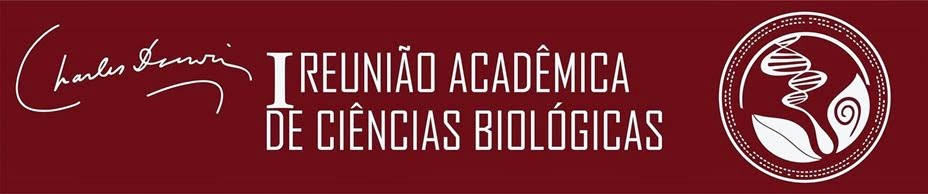 Charles Darwin
I REUNIÃO ACADÊMICA
DE CIÊNCIAS BIOLÓGICAS